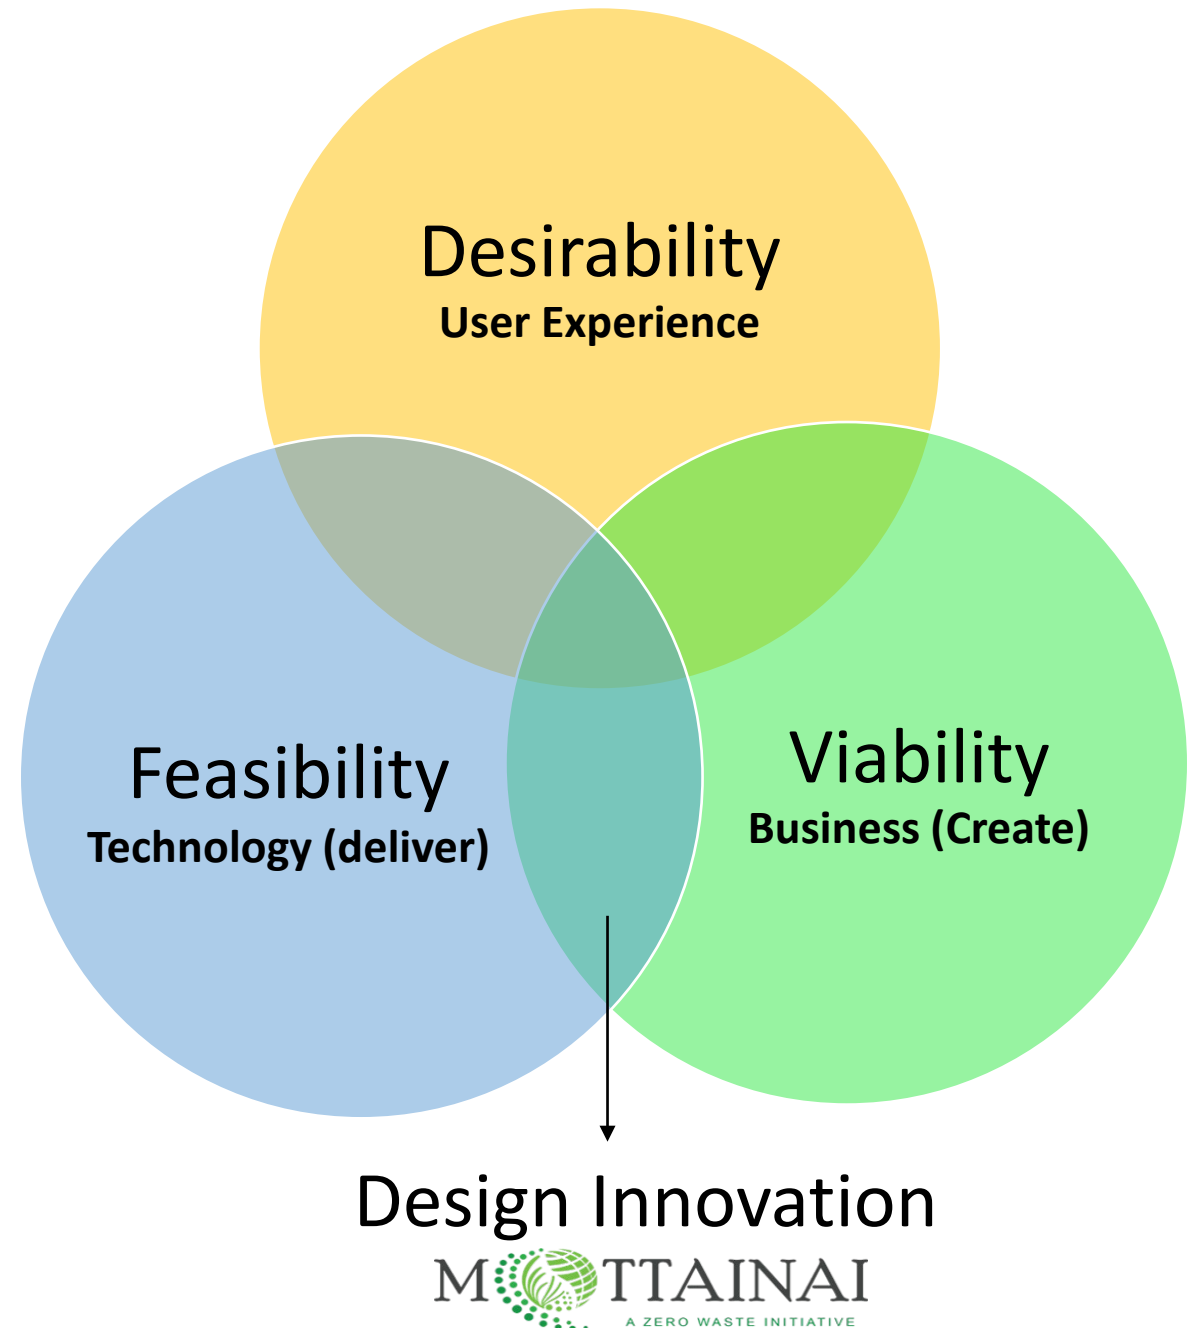 Desirability
User Experience
Feasibility
Technology (deliver)
Viability
Business (Create)
Design Innovation
MOTTAINAI
A ZERO WASTE INITIATIVE